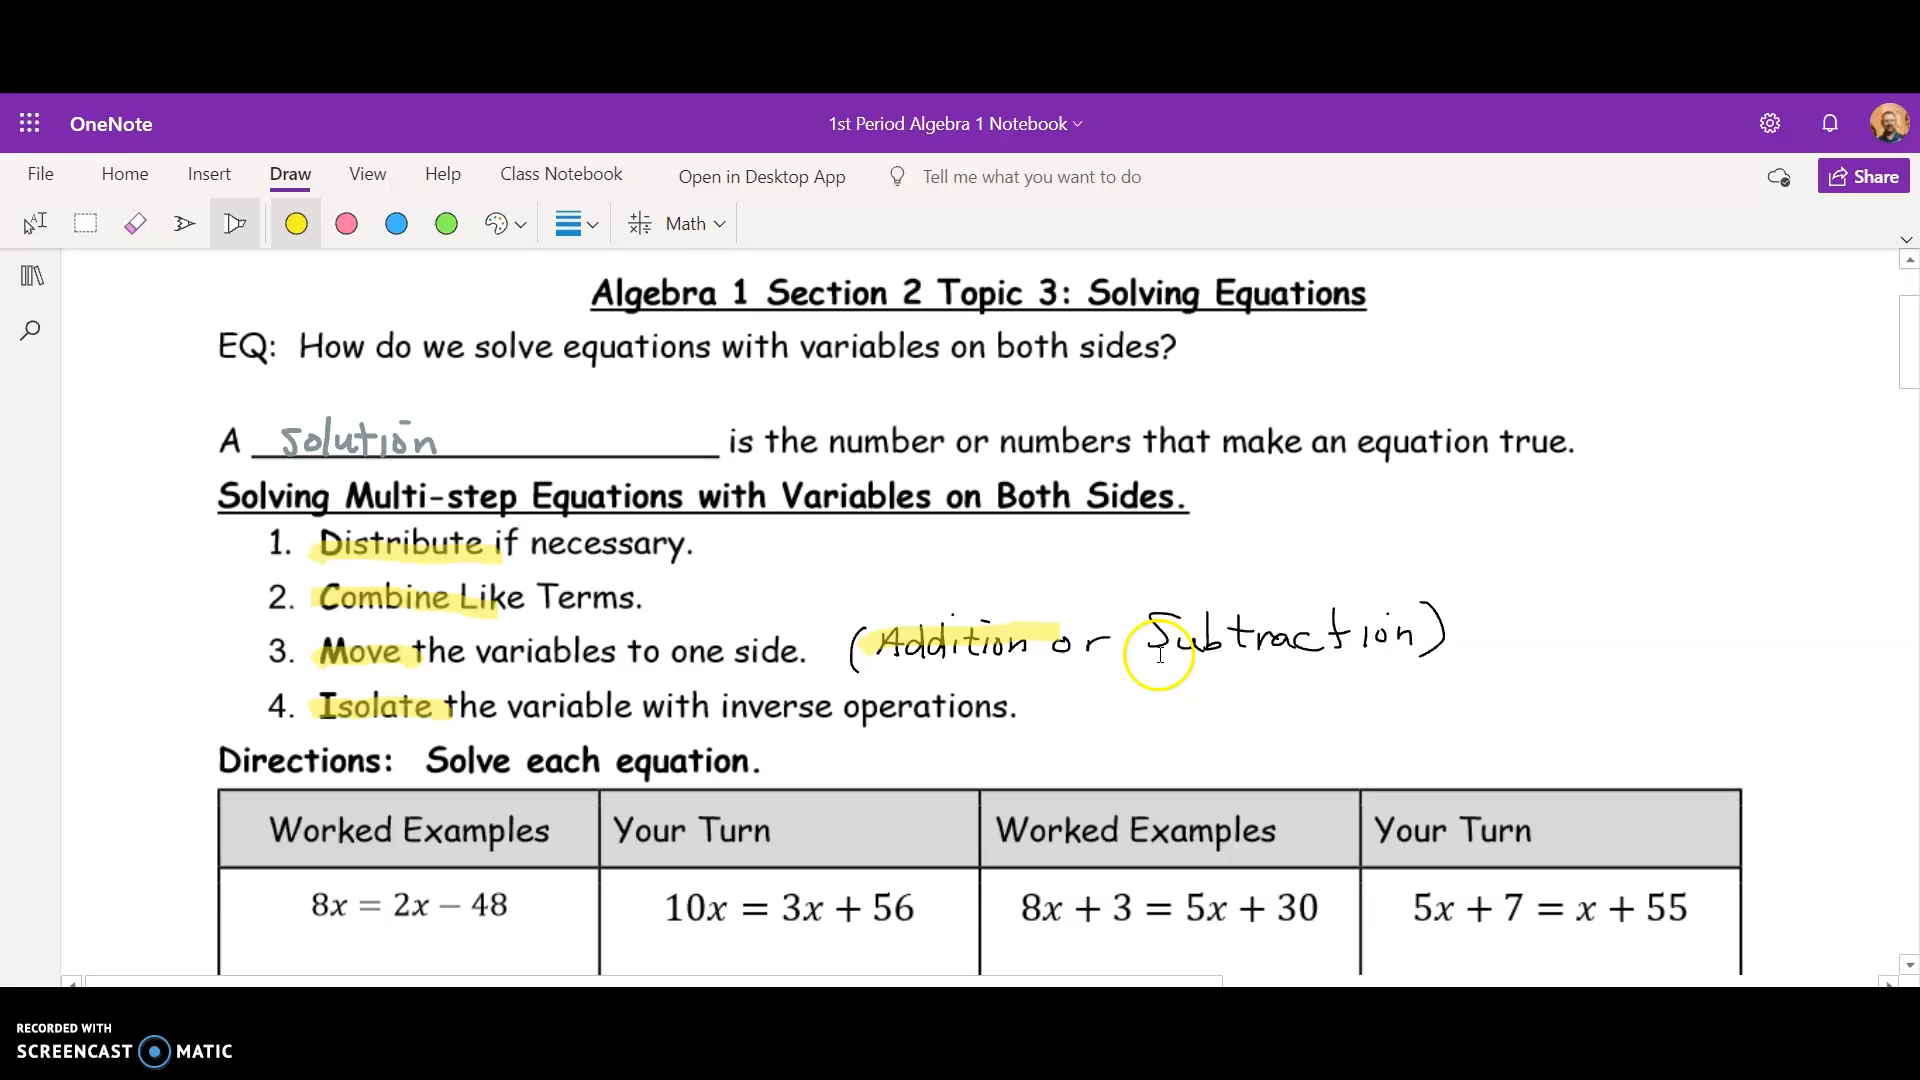 OneNote
1st Period Algebra 1 Notebook
File Home Insert Draw View Help Class Notebook Open in Desktop App Tell me what you want to do Share
Math
Algebra 1 Section 2 Topic 3: Solving Equations
EQ: How do we solve equations with variables on both sides?
A solution is the number or numbers that make an equation true.
Solving Multi-step Equations with Variables on Both Sides.
1. Distribute if necessary.
2. Combine Like Terms.
3. Move the variables to one side. (Addition or Subtraction)
4. Isolate the variable with inverse operations.
Directions: Solve each equation.
Worked Examples Your Turn Worked Examples Your Turn
8x = 2x − 48 10x = 3x + 56 8x + 3 = 5x + 30 5x + 7 = x + 55
RECORDED WITH
SCREENCAST MATIC